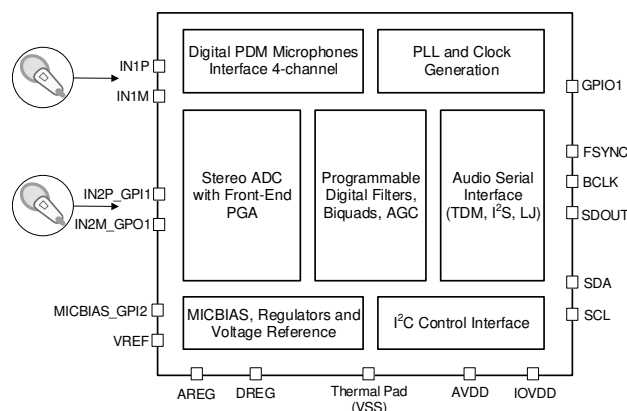 Digital PDM Microphones
Interface 4-channel
PLL and Clock
Generation
IN1P
IN1M
GPIO1
Stereo ADC
with Front-End
PGA
Programmable
Digital Filters,
Biquads, AGC
Audio Serial
Interface
(TDM, I²S, LJ)
FSYNC
BCLK
SDOUT
IN2P_GPI1
IN2M_GPO1
SDA
SCL
MICBIAS_GPI2
VREF
MICBIAS, Regulators and
Voltage Reference
I²C Control Interface
AREG
DREG
Thermal Pad
(VSS)
AVDD
IOVDD